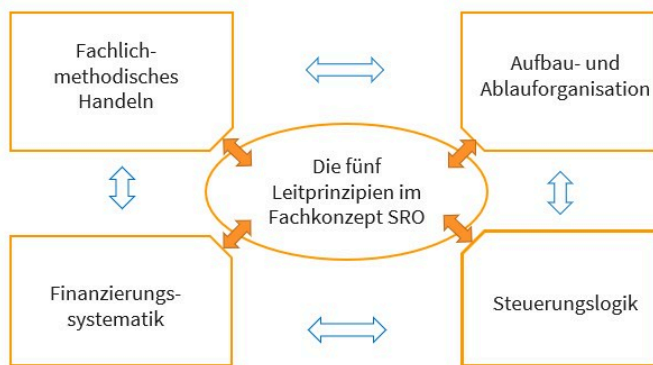 Fachlich-
methodisches
Handeln
Aufbau- und
Ablauforganisation
Die fünf
Leitprinzipien im
Fachkonzept SRO
Finanzierungs-
systematik
Steuerungslogik